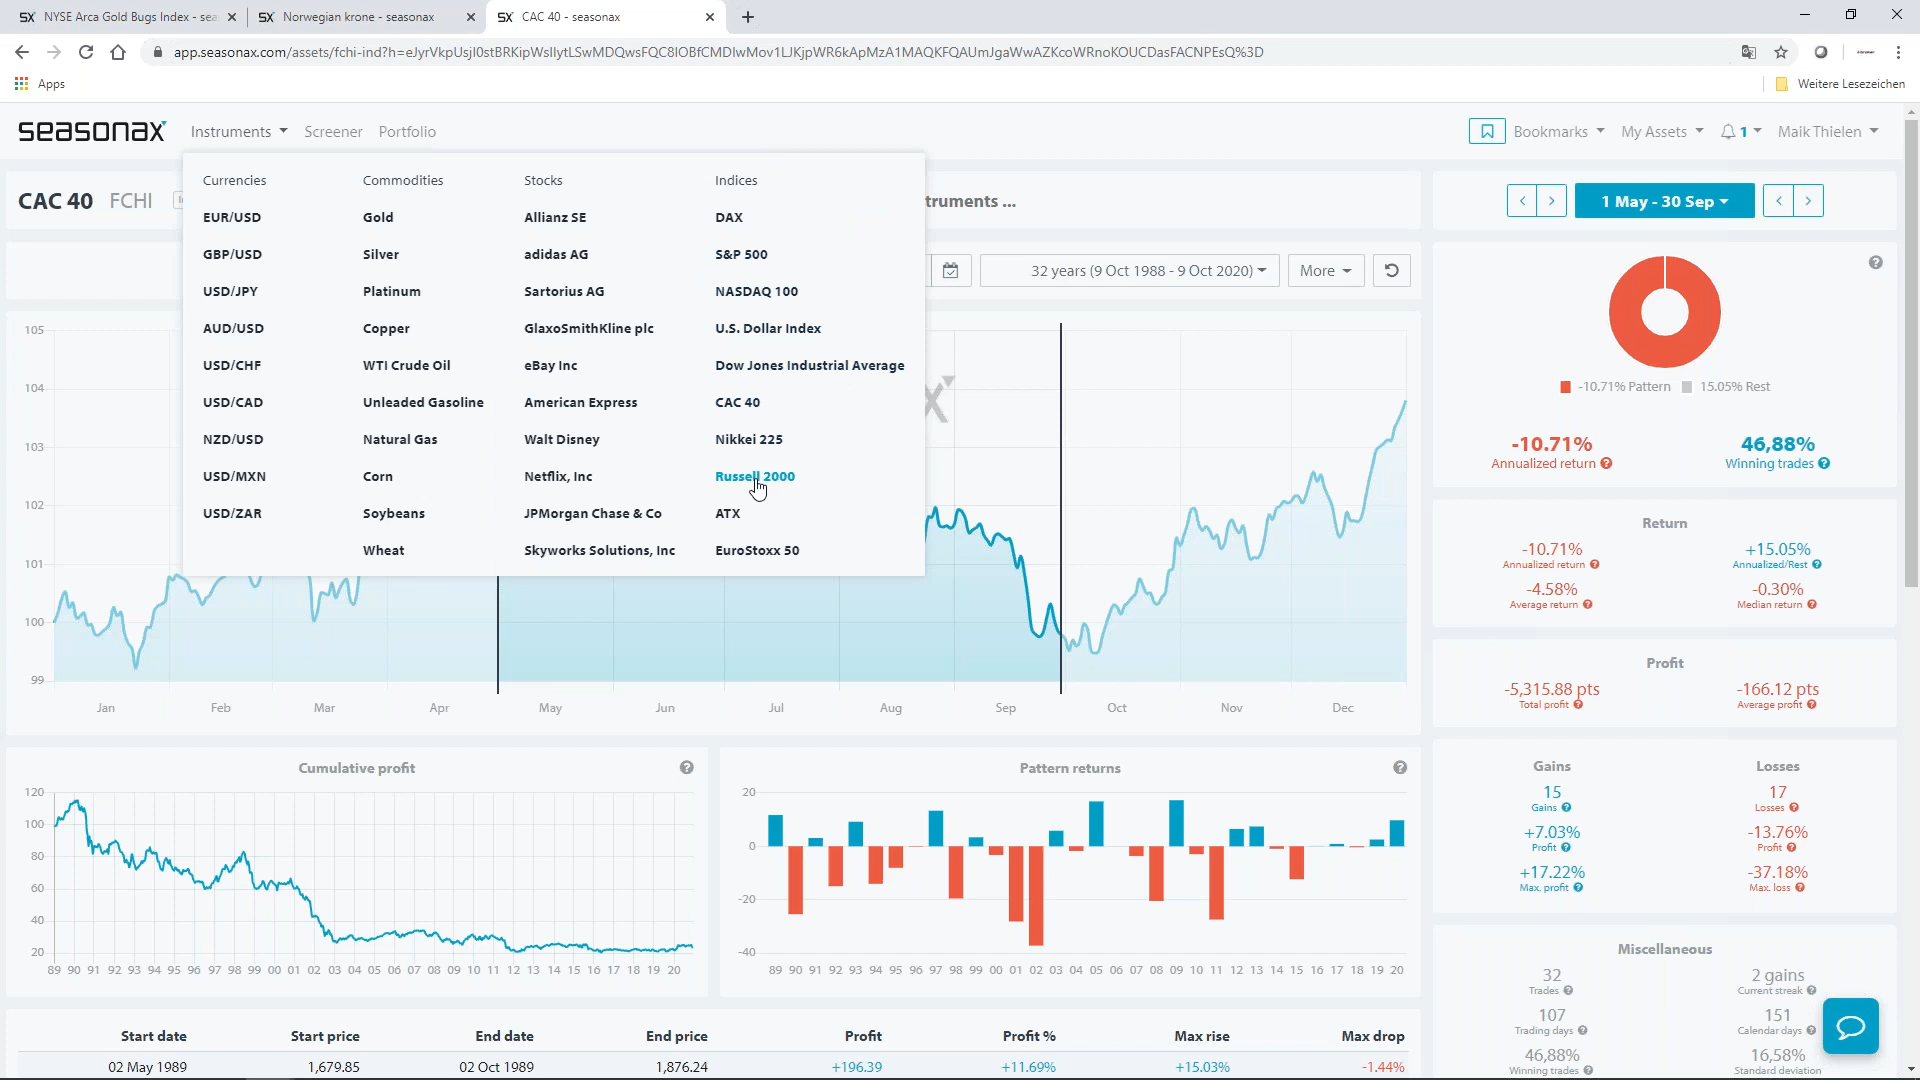 NYSE Arca Gold Bugs Index - sea
Norwegian krone - seasonax
CAC 40 - seasonax
Apps
Weitere Lesezeichen
seasonax
Instruments
Screener
Portfolio
Bookmarks
My Assets
1
Maik Thielen
CAC 40 FCHI
truments ...
1 May - 30 Sep
Currencies
EUR/USD
GBP/USD
USD/JPY
AUD/USD
USD/CHF
USD/CAD
NZD/USD
USD/MXN
USD/ZAR
Commodities
Gold
Silver
Platinum
Copper
WTI Crude Oil
Unleaded Gasoline
Natural Gas
Corn
Soybeans
Wheat
Stocks
Allianz SE
adidas AG
Sartorius AG
GlaxoSmithKline plc
eBay Inc
American Express
Walt Disney
Netflix, Inc
JPMorgan Chase & Co
Skyworks Solutions, Inc
Indices
DAX
S&P 500
NASDAQ 100
U.S. Dollar Index
Dow Jones Industrial Average
CAC 40
Nikkei 225
Russell 2000
ATX
EuroStoxx 50
32 years (9 Oct 1988 - 9 Oct 2020)
More
105
104
103
102
101
100
99
Jan Feb Mar Apr May Jun Jul Aug Sep Oct Nov Dec
-10.71% Pattern 15.05% Rest
-10.71%
Annualized return
46,88%
Winning trades
Return
-10.71%
Annualized return
+15.05%
Annualized/Rest
-4.58%
Average return
-0.30%
Median return
Profit
-5,315.88 pts
Total profit
-166.12 pts
Average profit
Gains
15
Gains
+7.03%
Profit
+17.22%
Max. profit
Losses
17
Losses
-13.76%
Profit
-37.18%
Max. loss
Miscellaneous
32
Trades
2 gains
Current streak
107
Trading days
151
Calendar days
46,88%
Winning trades
16,58%
Standard deviation
Cumulative profit
120
100
80
60
40
20
89 90 91 92 93 94 95 96 97 98 99 00 01 02 03 04 05 06 07 08 09 10 11 12 13 14 15 16 17 18 19 20
Pattern returns
20
0
-20
-40
89 90 91 92 93 94 95 96 97 98 99 00 01 02 03 04 05 06 07 08 09 10 11 12 13 14 15 16 17 18 19 20
Start date Start price End date End price Profit Profit % Max rise Max drop
02 May 1989 1,679.85 02 Oct 1989 1,876.24 +196.39 +11.69% +15.03% -1.44%